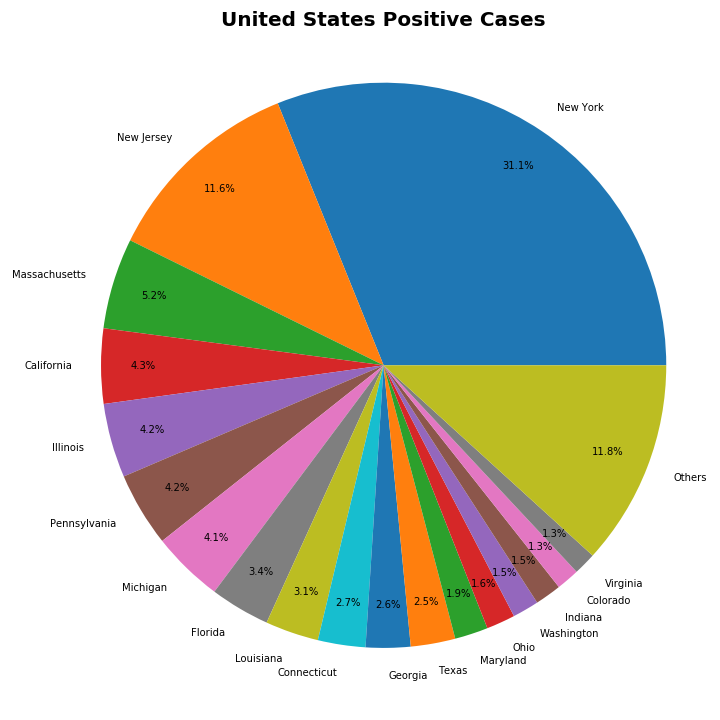 United States Positive Cases
New York
31.1%
New Jersey
11.6%
Massachusetts
5.2%
California
4.3%
Illinois
4.2%
Pennsylvania
4.2%
Michigan
4.1%
Florida
3.4%
Louisiana
3.1%
Connecticut
2.7%
Georgia
2.6%
Texas
2.5%
Maryland
1.9%
Ohio
1.6%
Washington
1.5%
Indiana
1.5%
Colorado
1.3%
Virginia
1.3%
Others
11.8%